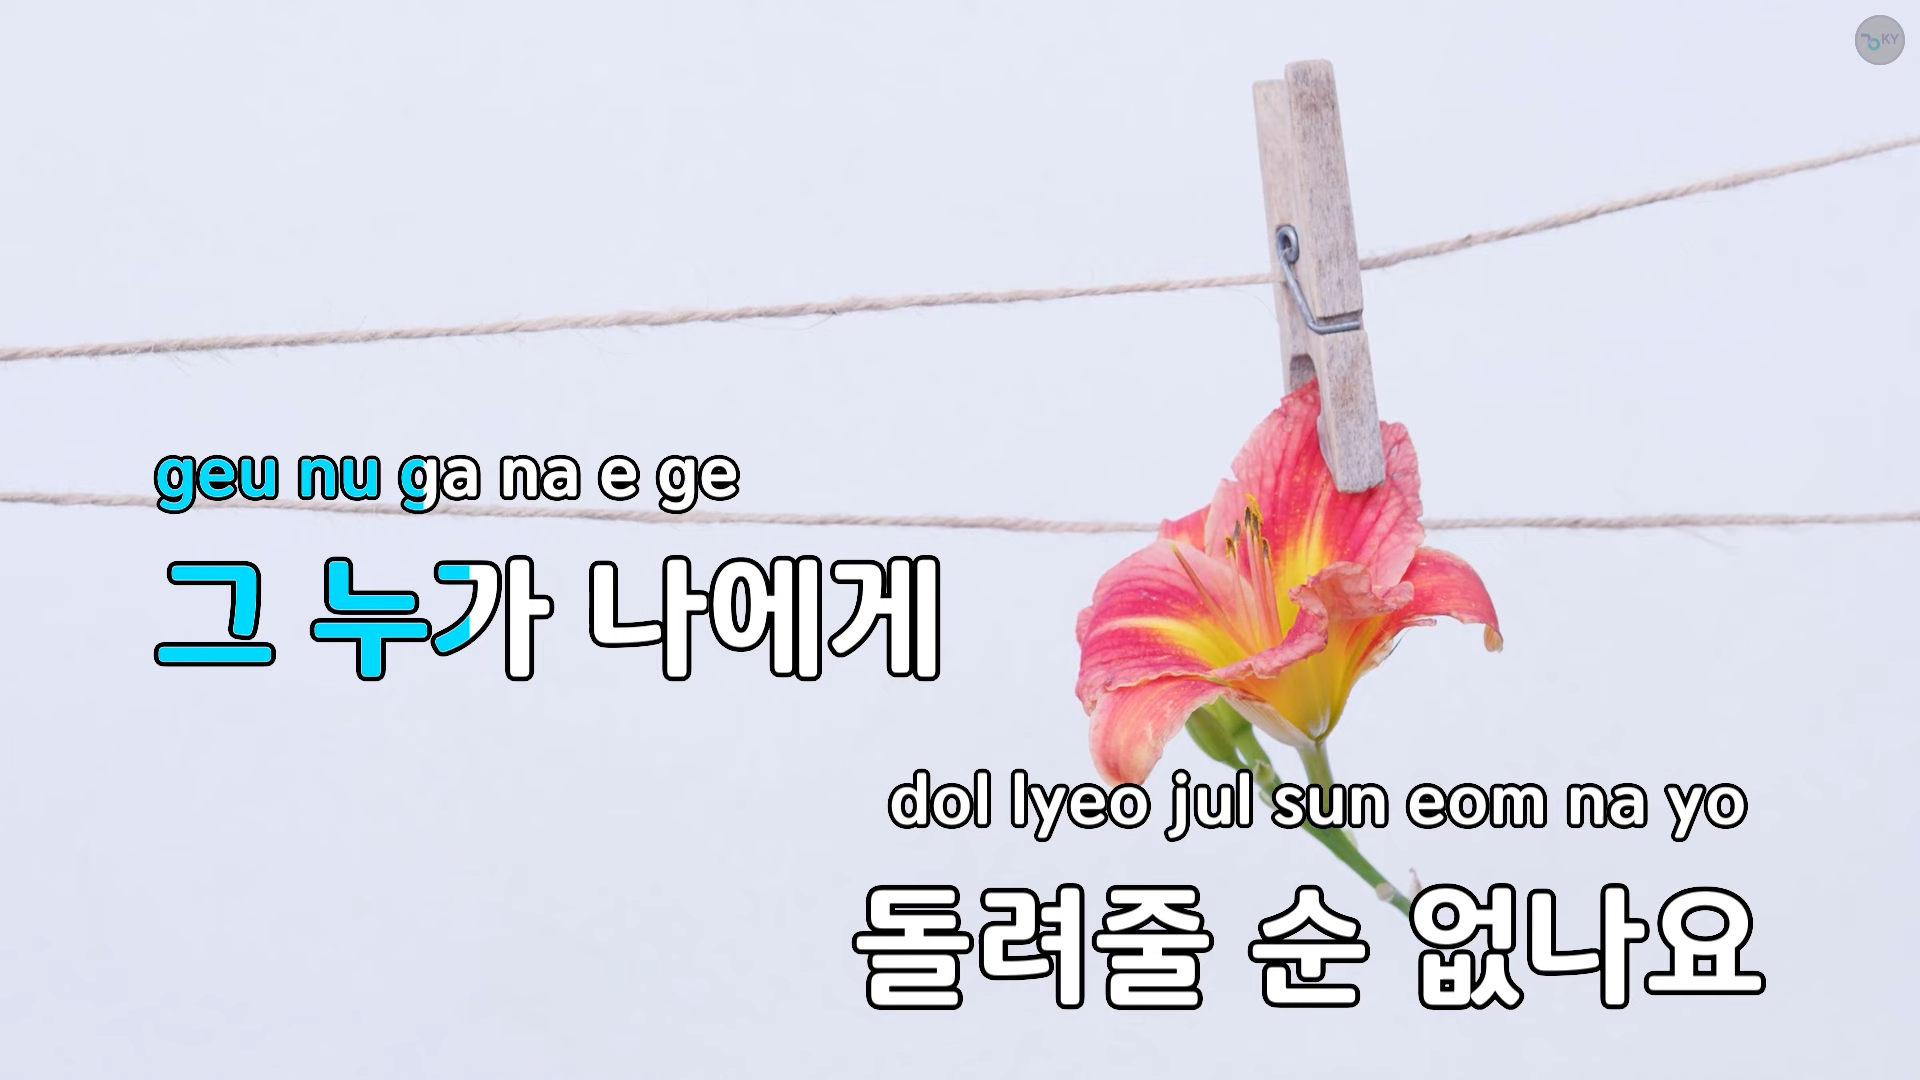 KY
geu nu ga na e ge
그 누가 나에게
dol lyeo jul sun eom na yo
돌려줄 순 없나요